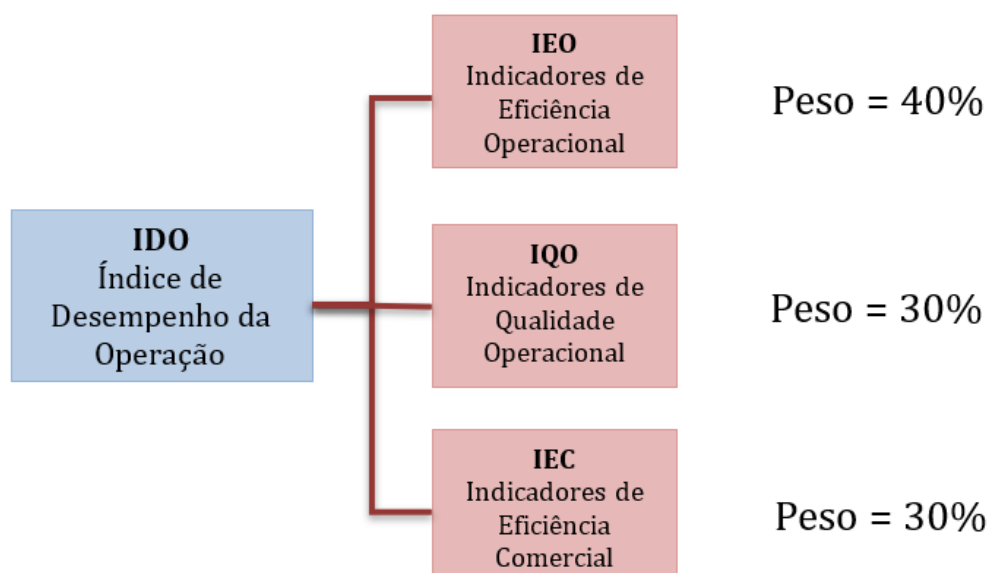 IEO
Indicadores de
Eficiência
Operacional
Peso = 40%
IDO
Índice de
Desempenho da
Operação
IQO
Indicadores de
Qualidade
Operacional
Peso = 30%
IEC
Indicadores de
Eficiência
Comercial
Peso = 30%